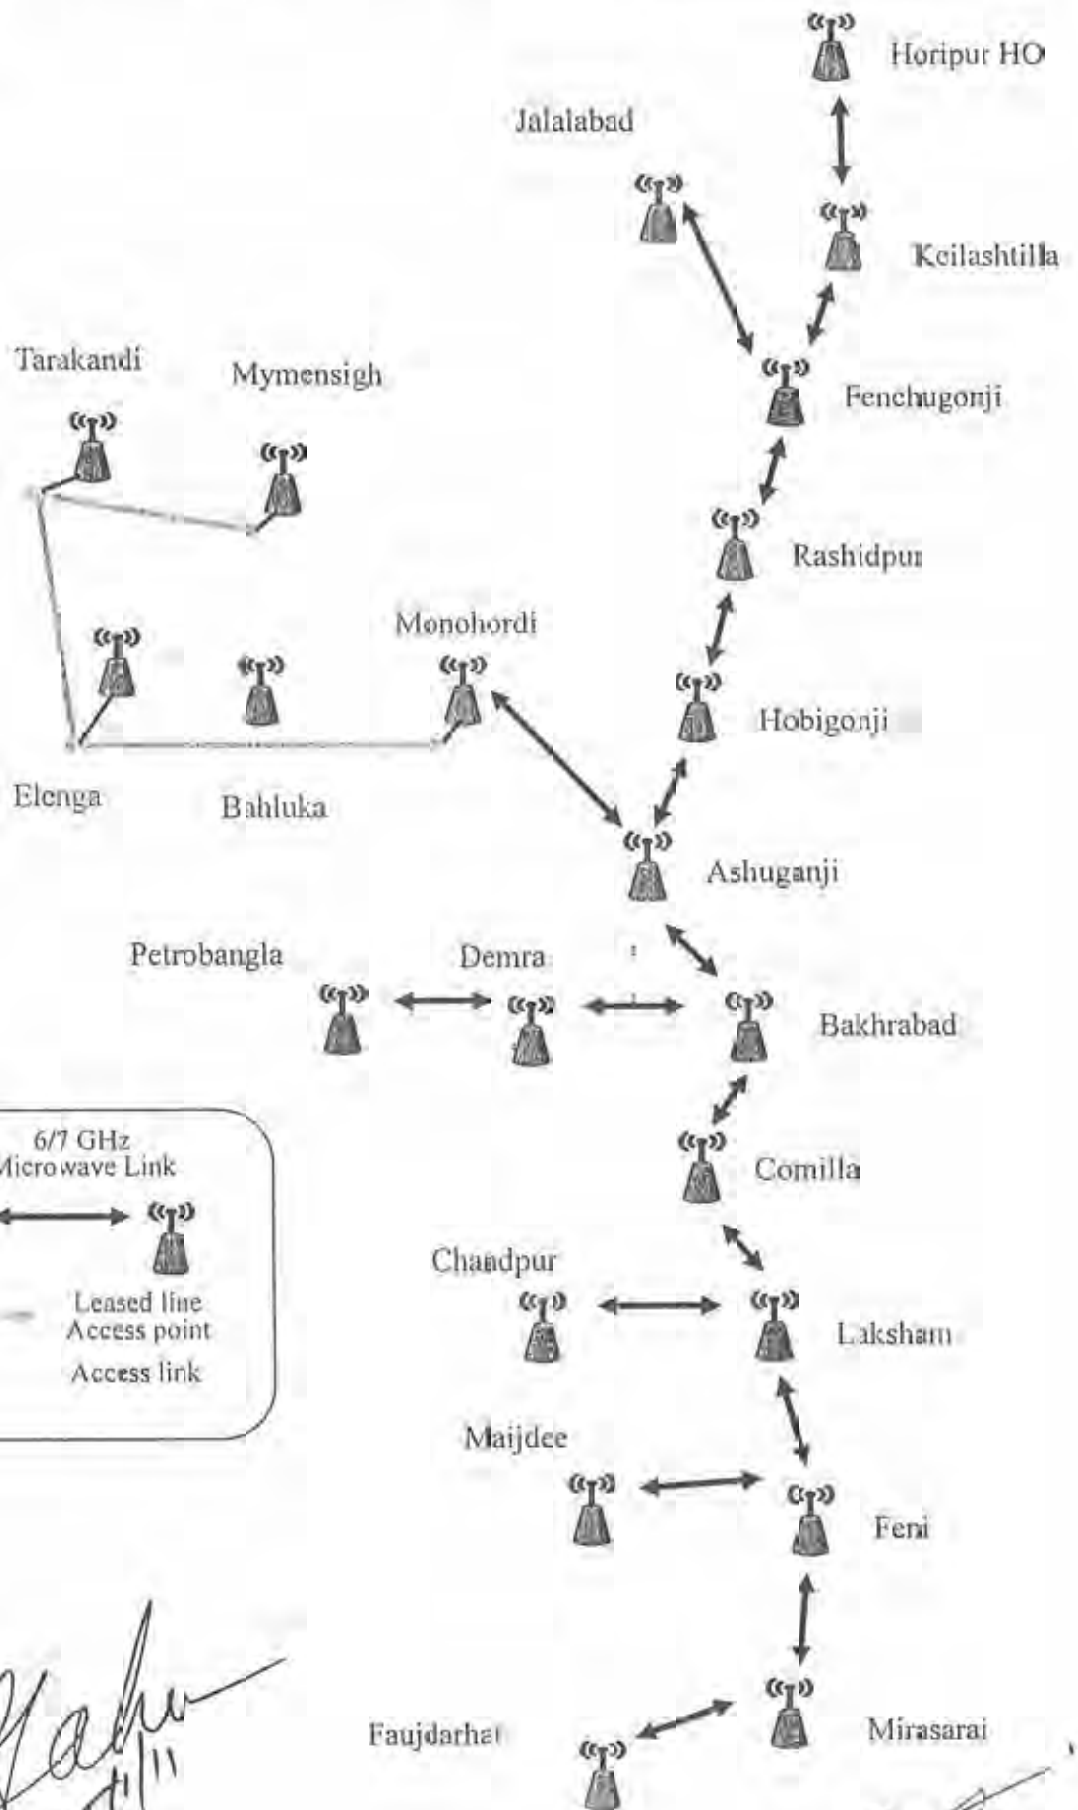 Horipur HO
Jalalabad
Keilashtilla
Tarakandi
Mymensigh
Fenchugonji
Rashidpur
Monohordi
Hobigonji
Elenga
Bahluka
Ashuganji
Petrobangla
Demra
Bakhrabad
6/7 GHz
Microwave Link
Comilla
Chandpur
Leased line
Access point
Laksham
Access link
Maijdee
Feni
Faujdarhat
Mirasarai